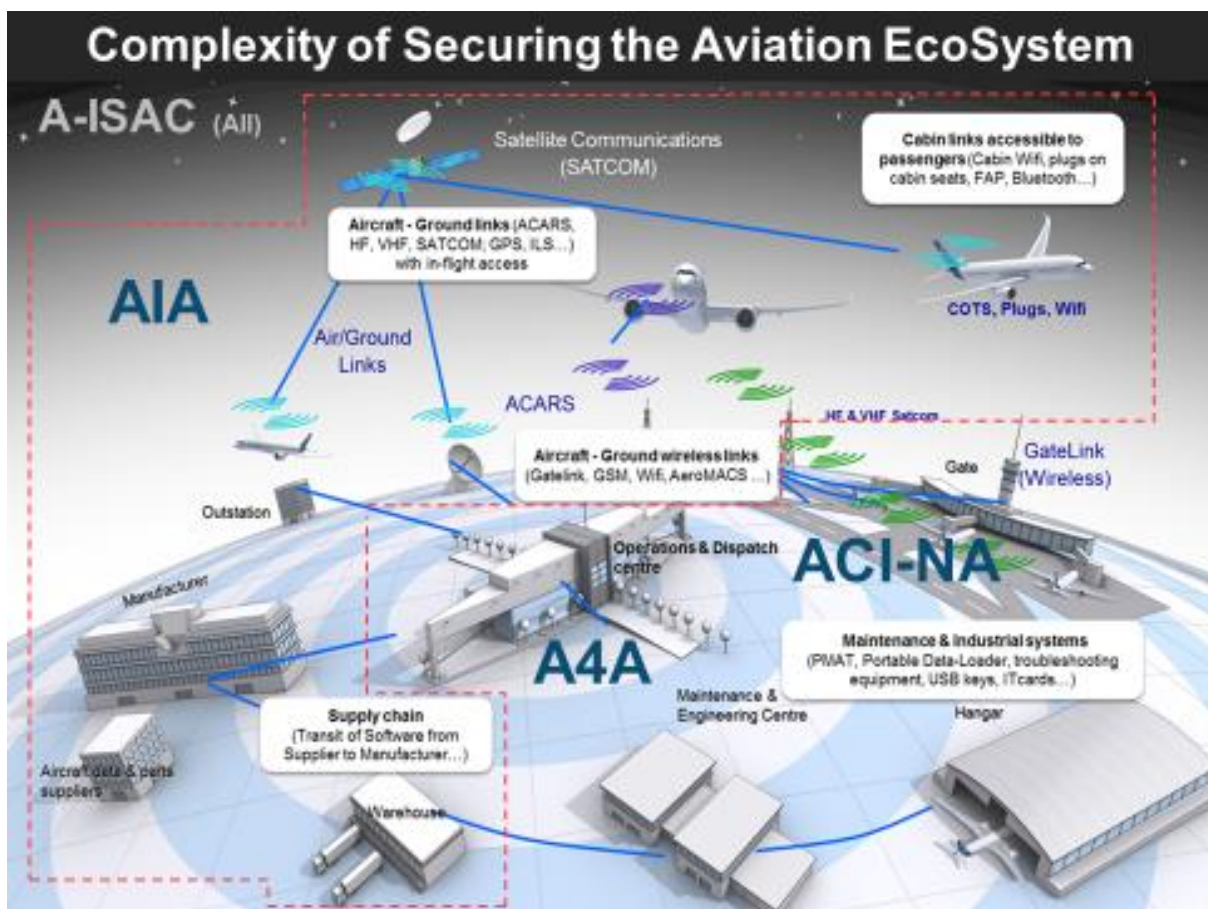 Complexity of Securing the Aviation EcoSystem
A-ISAC (All)
Satellite Communications
(SATCOM)
Cabin links accessible to
passengers (Cabin Wifi, plugs on
cabin seats, FAP, Bluetooth…)
Aircraft - Ground links (ACARS,
HF, VHF, SATCOM; GPS, ILS…)
with in-flight access
AIA
COTS, Plugs, Wifi
Air/Ground
Links
ACARS
HF & VHF Satcom
Aircraft - Ground wireless links
(Gatelink, GSM, Wifi, AeroMACS …)
GateLink
(Wireless)
Gate
Outstation
Operations & Dispatch
centre
ACI-NA
Manufacturer
A4A
Maintenance & Industrial systems
(PMAT, Portable Data-Loader, troubleshooting
equipment, USB keys, ITcards…)
Maintenance &
Engineering Centre
Hangar
Supply chain
(Transit of Software from
Supplier to Manufacturer…)
Aircraft data & parts
suppliers
Warehouse